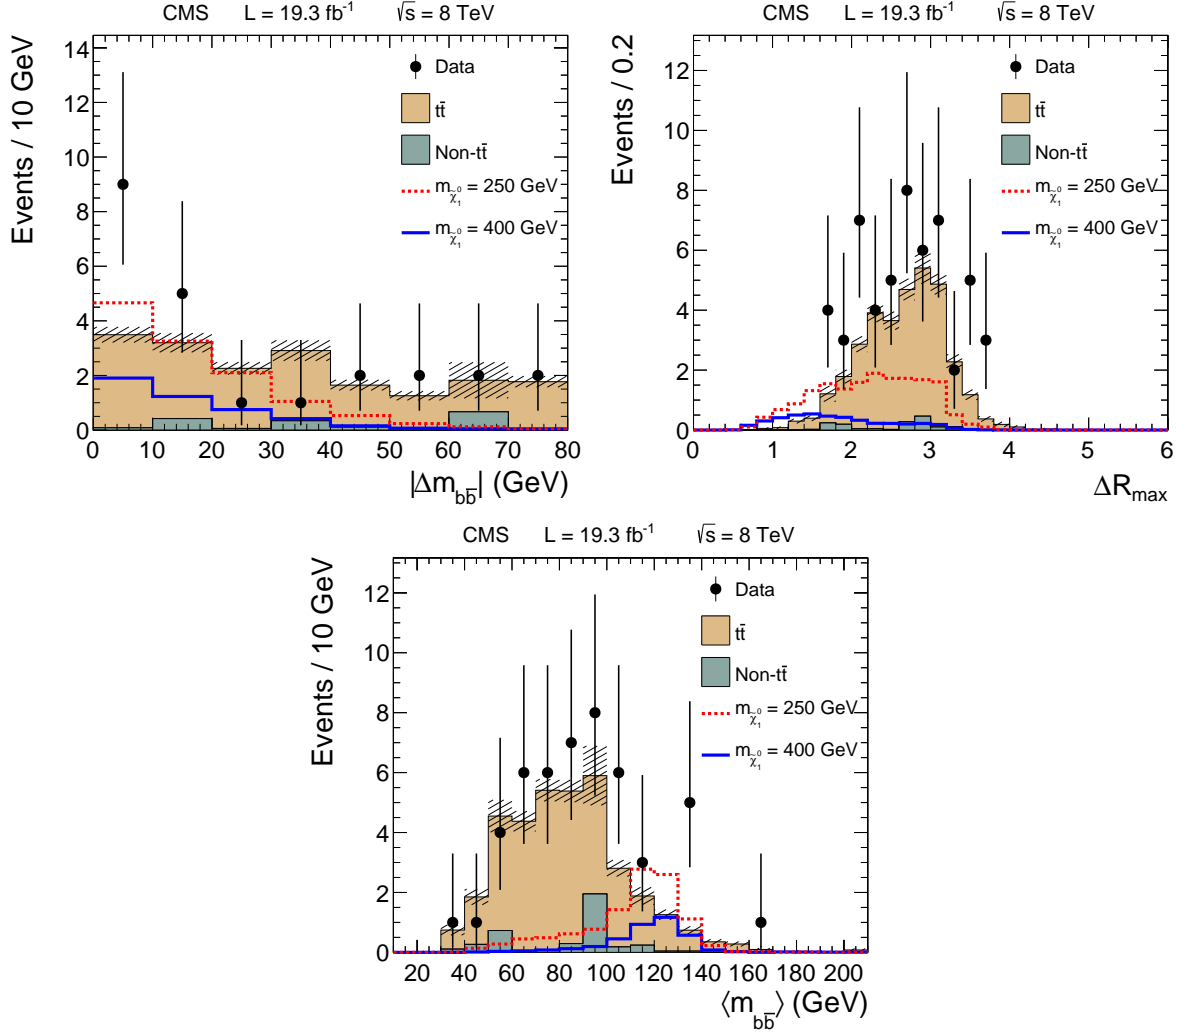 CMS L = 19.3 fb⁻¹ √s = 8 TeV
Events / 10 GeV
14
12
10
8
6
4
2
0
Data
tt̄
Non-tt̄
m_χ̃₁⁰ = 250 GeV
m_χ̃₁⁰ = 400 GeV
0 10 20 30 40 50 60 70 80
|Δm_bb̄| (GeV)
CMS L = 19.3 fb⁻¹ √s = 8 TeV
Events / 0.2
12
10
8
6
4
2
0
Data
tt̄
Non-tt̄
m_χ̃₁⁰ = 250 GeV
m_χ̃₁⁰ = 400 GeV
0 1 2 3 4 5 6
ΔR_max
CMS L = 19.3 fb⁻¹ √s = 8 TeV
Events / 10 GeV
12
10
8
6
4
2
0
Data
tt̄
Non-tt̄
m_χ̃₁⁰ = 250 GeV
m_χ̃₁⁰ = 400 GeV
20 40 60 80 100 120 140 160 180 200
⟨m_bb̄⟩ (GeV)